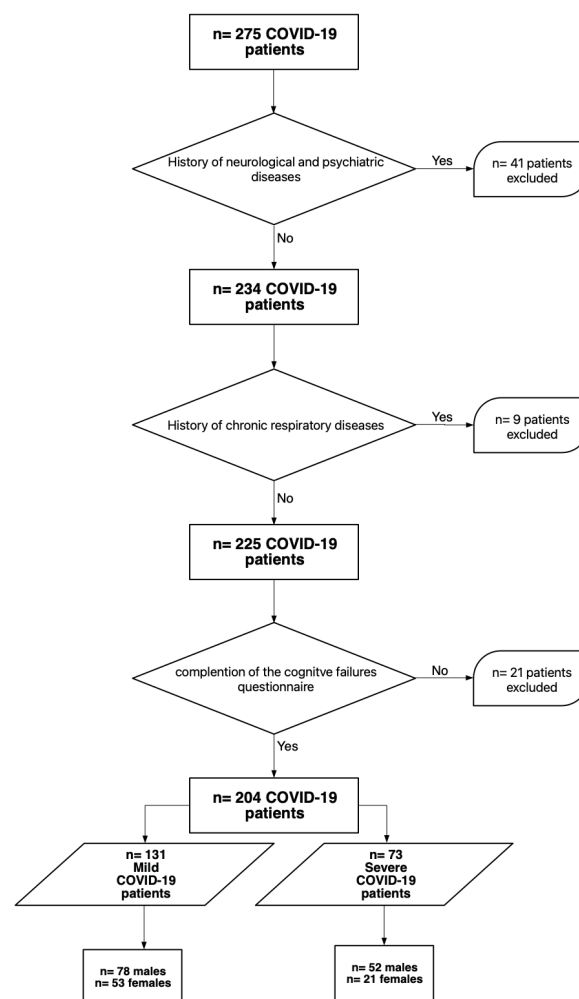 n= 275 COVID-19
patients
History of neurological and psychiatric
diseases
Yes
n= 41 patients
excluded
No
n= 234 COVID-19
patients
History of chronic respiratory diseases
Yes
n= 9 patients
excluded
No
n= 225 COVID-19
patients
complention of the cognitve failures
questionnaire
No
n= 21 patients
excluded
Yes
n= 204 COVID-19
patients
n= 131
Mild
COVID-19
patients
n= 73
Severe
COVID-19
patients
n= 78 males
n= 53 females
n= 52 males
n= 21 females